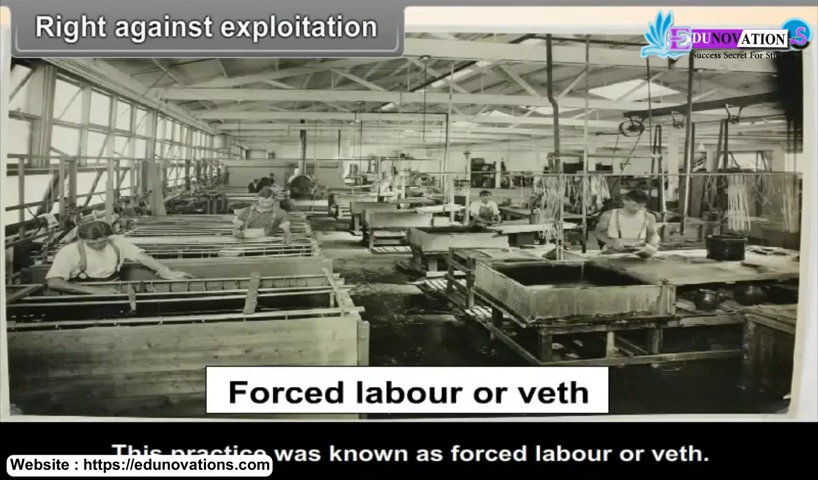 Right against exploitation
EDUNOVATIONS
Success Secret For
Forced labour or veth
This practice was known as forced labour or veth.
Website : https://edunovations.com